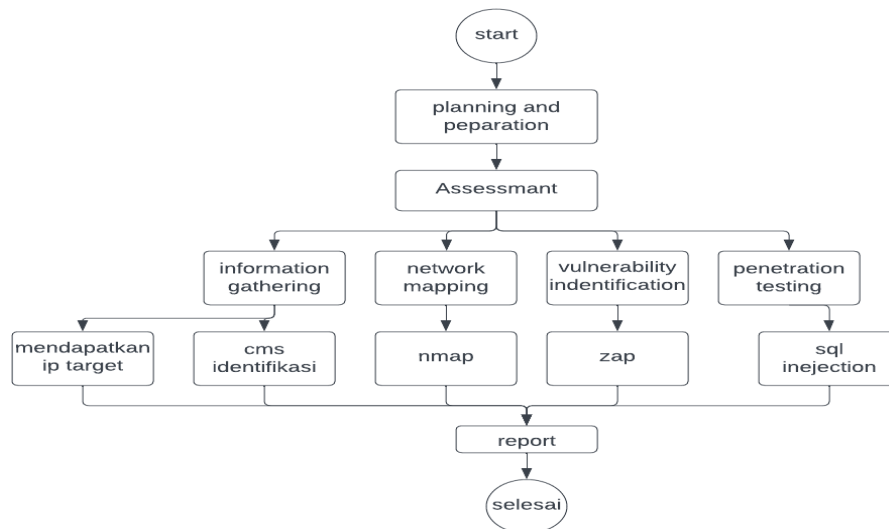 start
planning and
peparation
Assessmant
information
gathering
network
mapping
vulnerability
indentification
penetration
testing
mendapatkan
ip target
cms
identifikasi
nmap
zap
sql
inejection
report
selesai